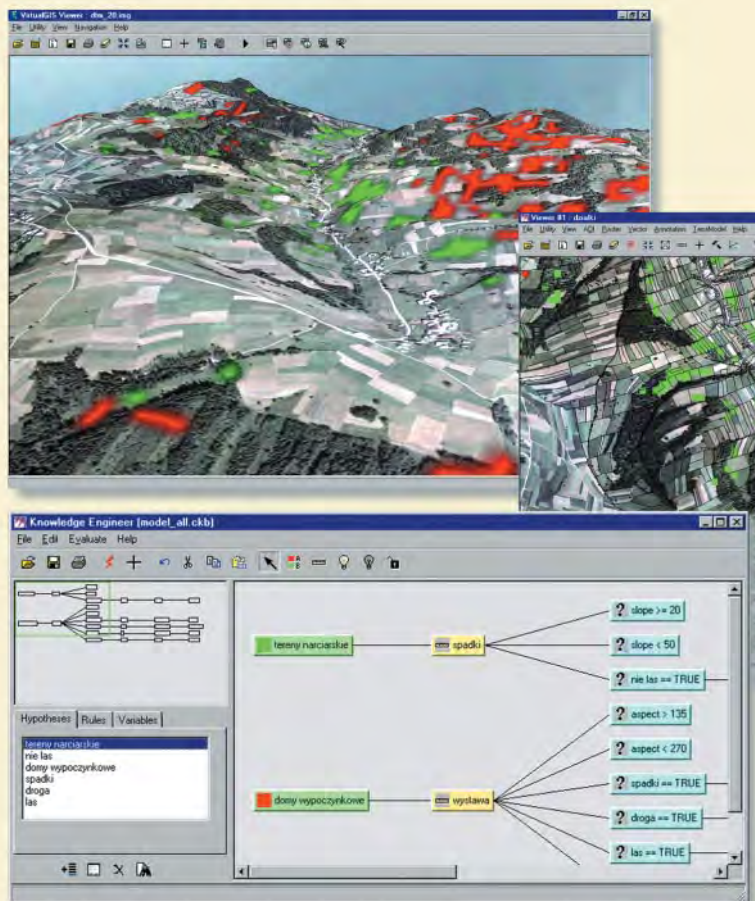 VirtualGIS Viewer : dtm_20.img
File Utility View Navigation Help
Viewer #1 : dzialki
File Utility View AOI Raster Vector Annotation TerraModel Help
Knowledge Engineer (model_all.ckb)
File Edit Evaluate Help
Hypotheses Rules Variables
tereny narciarskie
nie las
domy wypoczynkowe
spadki
droga
las
tereny narciarskie
spadki
? slope >= 20
? slope < 50
? nie las == TRUE
domy wypoczynkowe
wystawa
? aspect > 135
? aspect < 270
? spadki == TRUE
? droga == TRUE
? las == TRUE